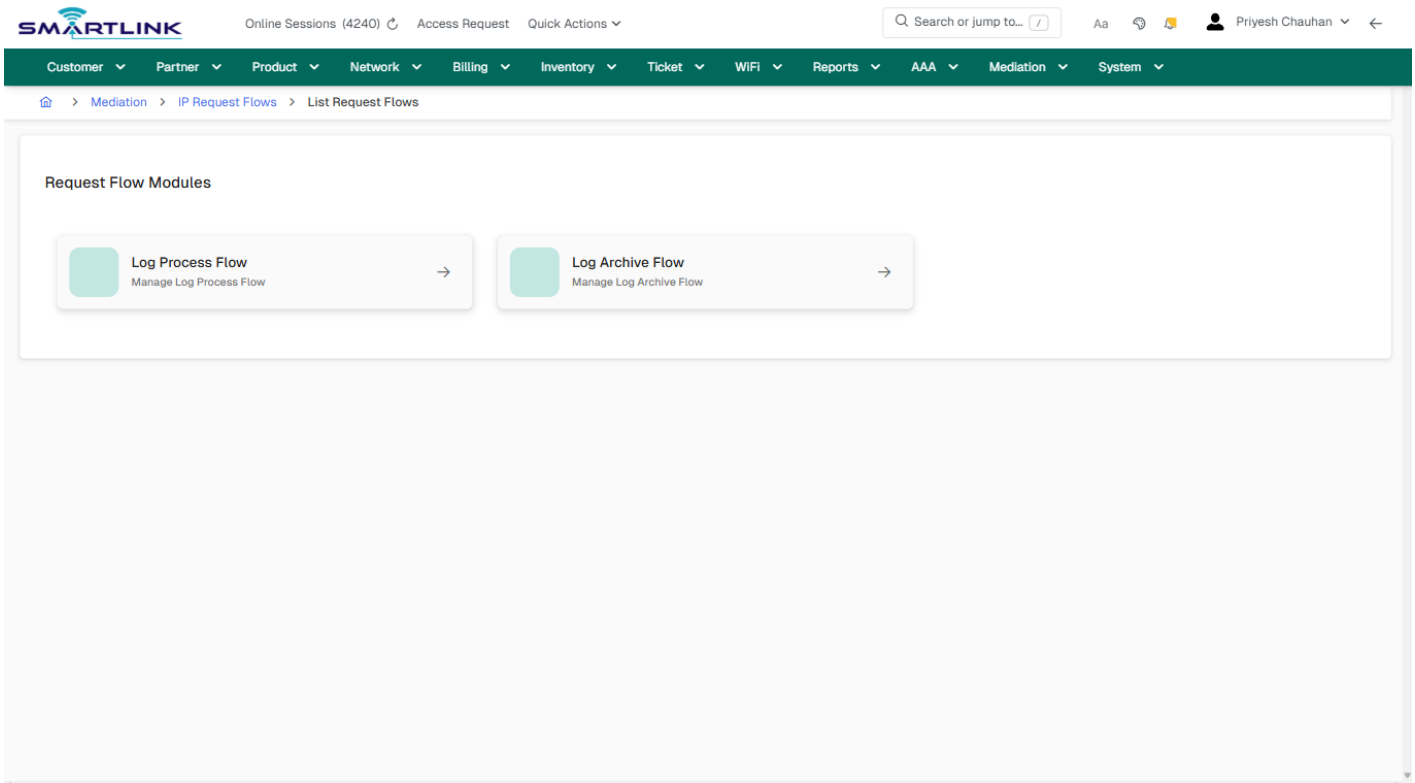 SMARTLINK
Online Sessions (4240) Access Request Quick Actions
Search or jump to... /
Aa
Priyesh Chauhan
Customer Partner Product Network Billing Inventory Ticket WiFi Reports AAA Mediation System
> Mediation > IP Request Flows > List Request Flows
Request Flow Modules
Log Process Flow
Manage Log Process Flow
Log Archive Flow
Manage Log Archive Flow